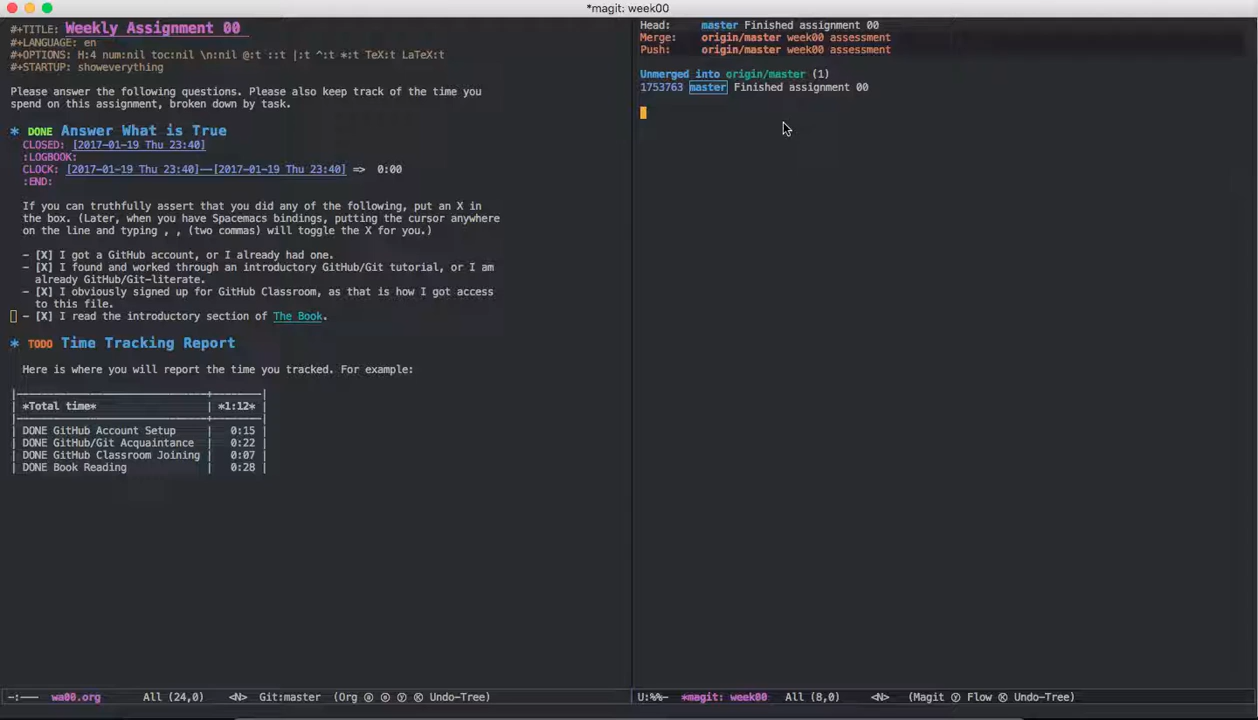 *magit: week00
#+TITLE: Weekly Assignment 00
#+LANGUAGE: en
#+OPTIONS: H:4 num:nil toc:nil \n:nil @:t ::t |:t ^:t *:t TeX:t LaTeX:t
#+STARTUP: showeverything
Please answer the following questions. Please also keep track of the time you
spend on this assignment, broken down by task.
* DONE Answer What is True
CLOSED: [2017-01-19 Thu 23:40]
:LOGBOOK:
CLOCK: [2017-01-19 Thu 23:40]--[2017-01-19 Thu 23:40] => 0:00
:END:
If you can truthfully assert that you did any of the following, put an X in
the box. (Later, when you have Spacemacs bindings, putting the cursor anywhere
on the line and typing , , (two commas) will toggle the X for you.)
- [X] I got a GitHub account, or I already had one.
- [X] I found and worked through an introductory GitHub/Git tutorial, or I am
already GitHub/Git-literate.
- [X] I obviously signed up for GitHub Classroom, as that is how I got access
to this file.
- [X] I read the introductory section of The Book.
* TODO Time Tracking Report
Here is where you will report the time you tracked. For example:
|------------------------------+--------|
| *Total time* | *1:12* |
|------------------------------+--------|
| DONE GitHub Account Setup | 0:15 |
| DONE GitHub/Git Acquaintance | 0:22 |
| DONE GitHub Classroom Joining | 0:07 |
| DONE Book Reading | 0:28 |
-:--- wa00.org All (24,0) <N> Git:master (Org ⓐ ⓔ ⓨ Ⓚ Undo-Tree)
Head: master Finished assignment 00
Merge: origin/master week00 assessment
Push: origin/master week00 assessment
Unmerged into origin/master (1)
1753763 master Finished assignment 00
U:%%- *magit: week00 All (8,0) <N> (Magit ⓨ Flow Ⓚ Undo-Tree)